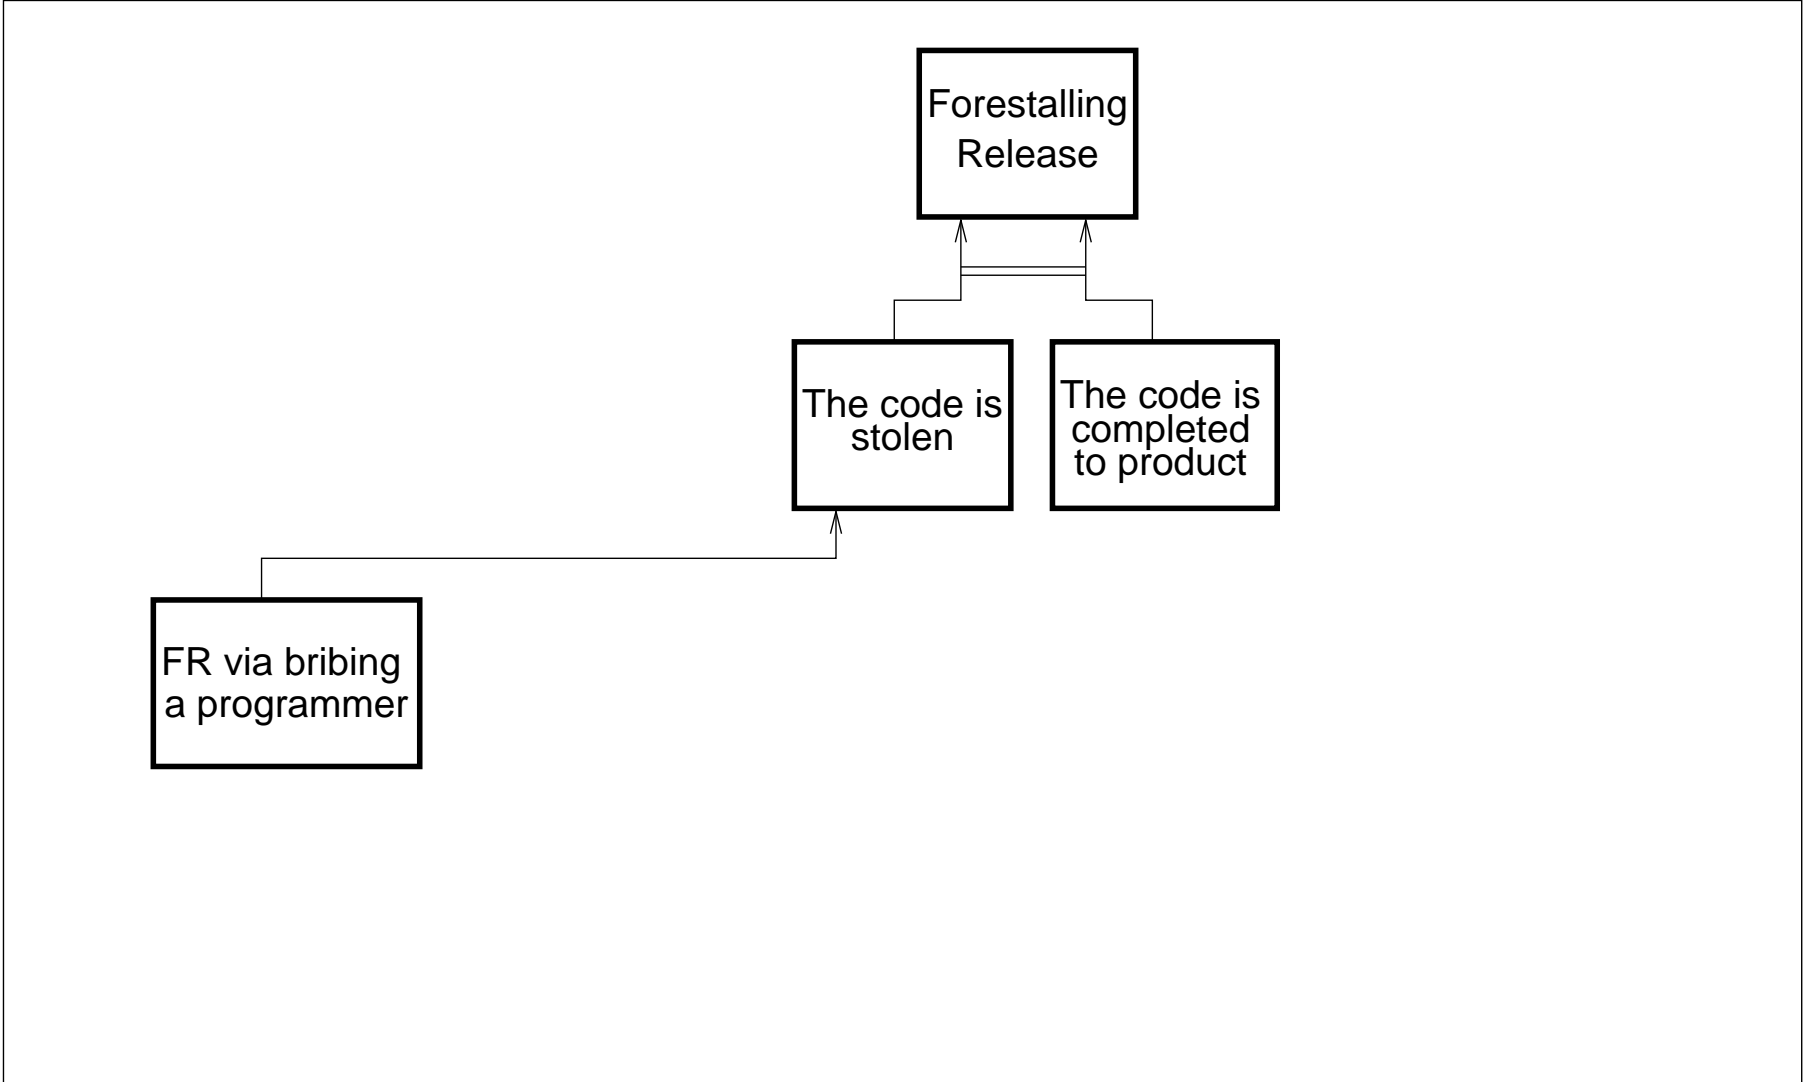 Forestalling
Release
The code is
stolen
The code is
completed
to product
FR via bribing
a programmer